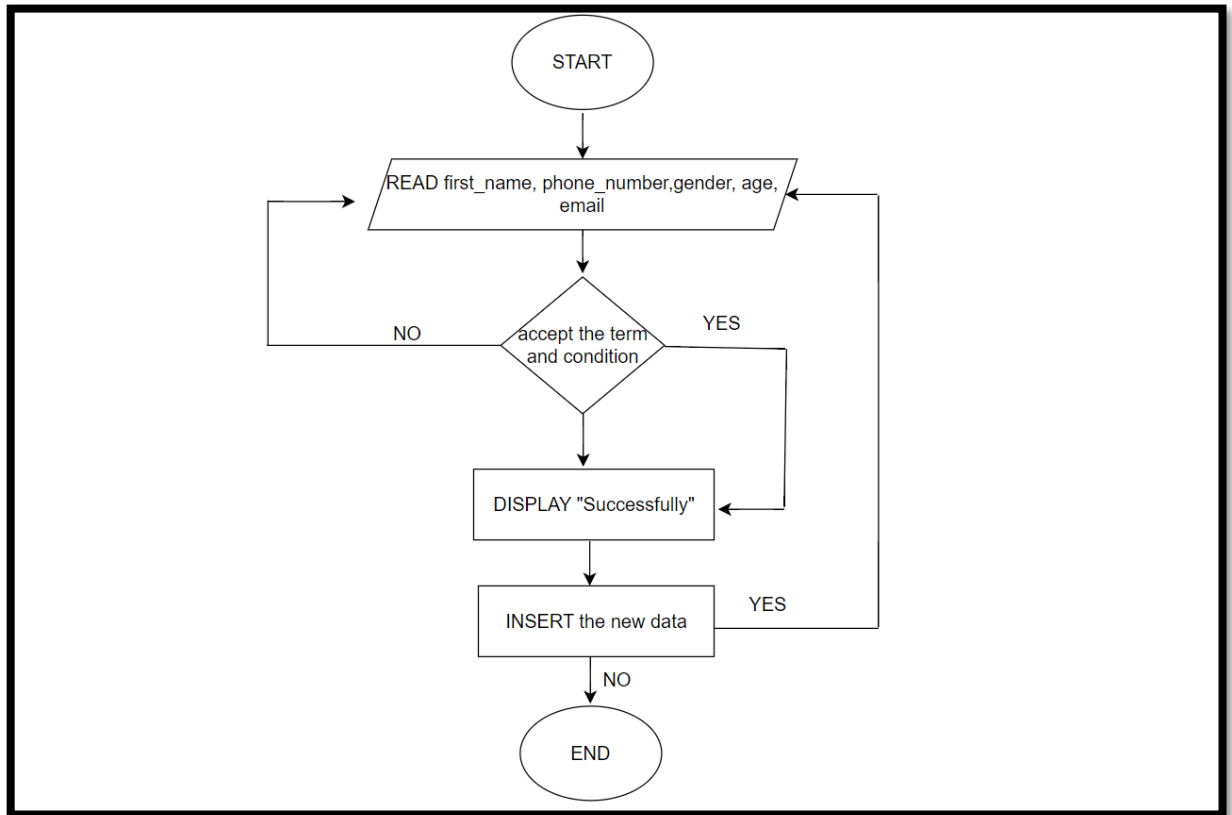 START
READ first_name, phone_number,gender, age,
email
accept the term
and condition
NO
YES
DISPLAY "Successfully"
INSERT the new data
YES
NO
END